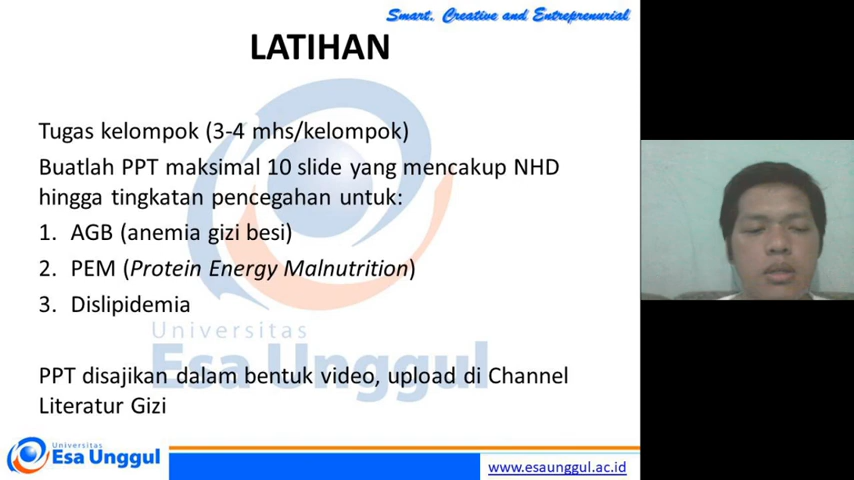 Smart, Creative and Entreprenurial
LATIHAN
Tugas kelompok (3-4 mhs/kelompok)
Buatlah PPT maksimal 10 slide yang mencakup NHD
hingga tingkatan pencegahan untuk:
1. AGB (anemia gizi besi)
2. PEM (Protein Energy Malnutrition)
3. Dislipidemia
Universitas
Esa Unggul
PPT disajikan dalam bentuk video, upload di Channel
Literatur Gizi
Universitas
Esa Unggul
www.esaunggul.ac.id